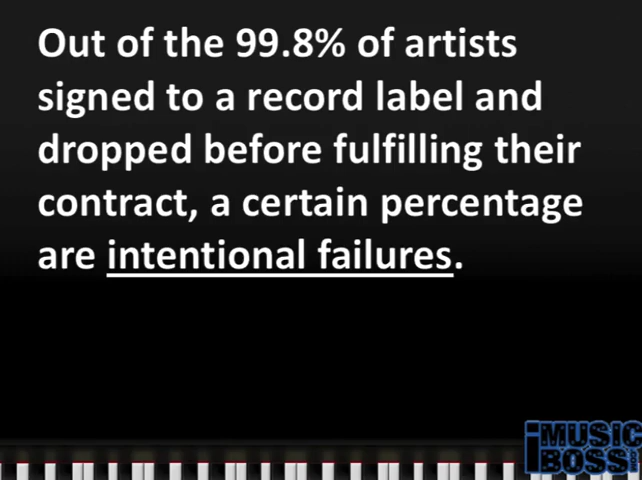 Out of the 99.8% of artists
signed to a record label and
dropped before fulfilling their
contract, a certain percentage
are intentional failures.
iMUSIC
BOSS